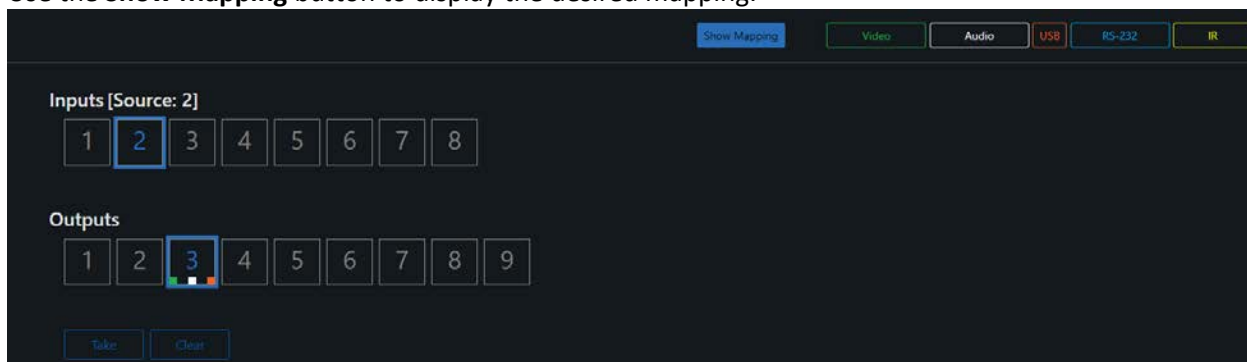 Use the Show Mapping button to display the desired mapping.
Show Mapping Video Audio USB RS-232 IR
Inputs [Source: 2]
1 2 3 4 5 6 7 8
Outputs
1 2 3 4 5 6 7 8 9
Take Clear